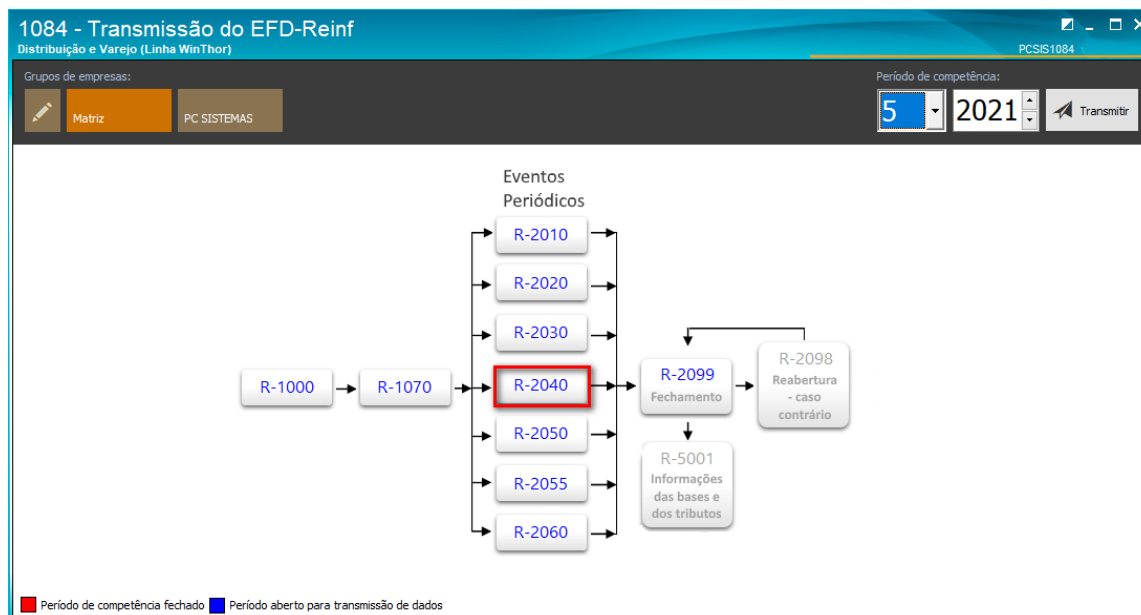 1084 - Transmissão do EFD-Reinf
Distribuição e Varejo (Linha WinThor)
PCSIS1084
Grupos de empresas:
Período de competência:
Matriz
PC SISTEMAS
5
2021
Transmitir
Eventos
Periódicos
R-2010
R-2020
R-2030
R-1000
R-1070
R-2040
R-2050
R-2055
R-2060
R-2099
Fechamento
R-2098
Reabertura
- caso
contrário
R-5001
Informações
das bases e
dos tributos
Período de competência fechado
Período aberto para transmissão de dados